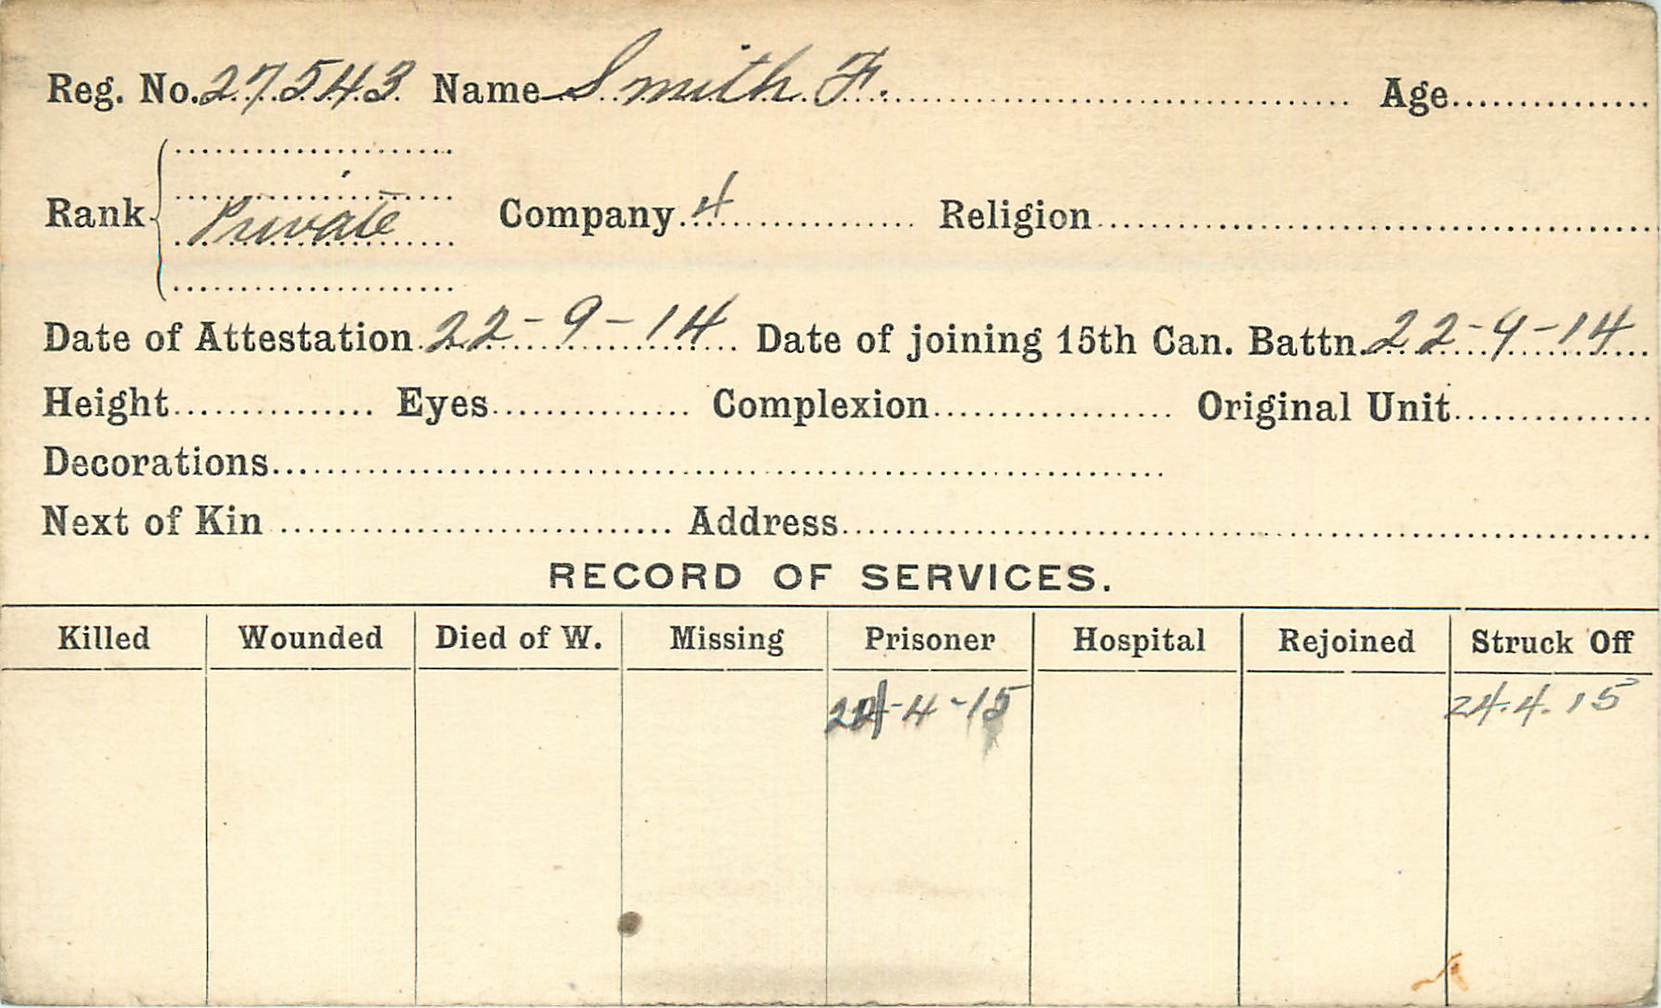 Reg. No. 27543 Name Smith F. Age
Rank Private Company 4 Religion
Date of Attestation 22-9-14 Date of joining 15th Can. Battn. 22-9-14
Height Eyes Complexion Original Unit
Decorations
Next of Kin Address
RECORD OF SERVICES.
Killed Wounded Died of W. Missing Prisoner Hospital Rejoined Struck Off
24-4-15 24.4.15